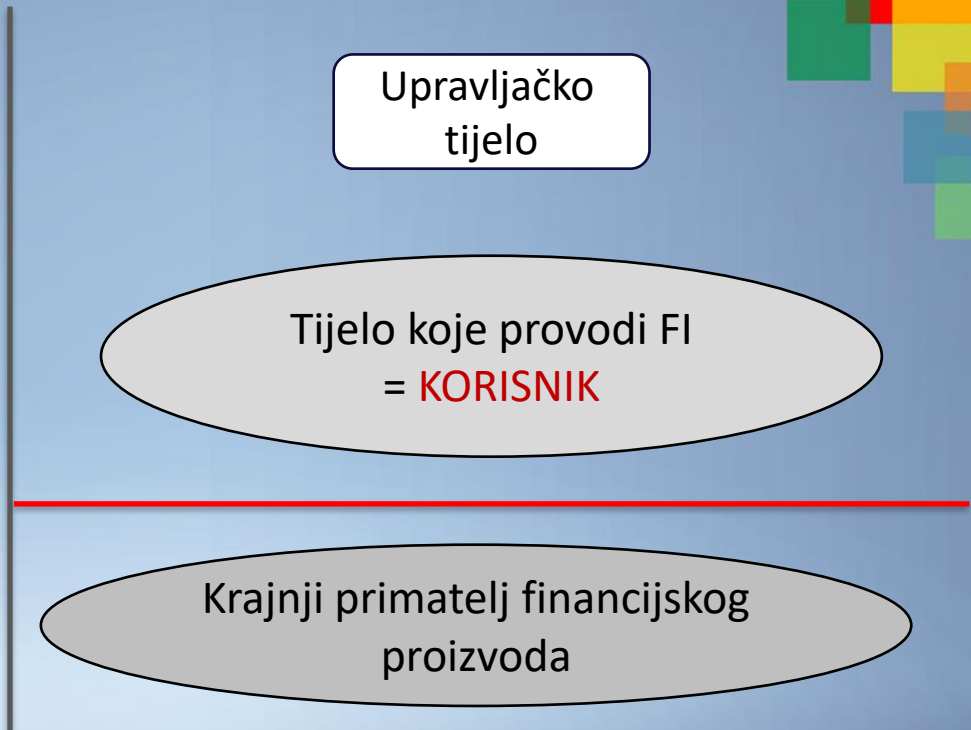 Upravljačko
tijelo
Tijelo koje provodi FI
= KORISNIK
Krajnji primatelj financijskog
proizvoda